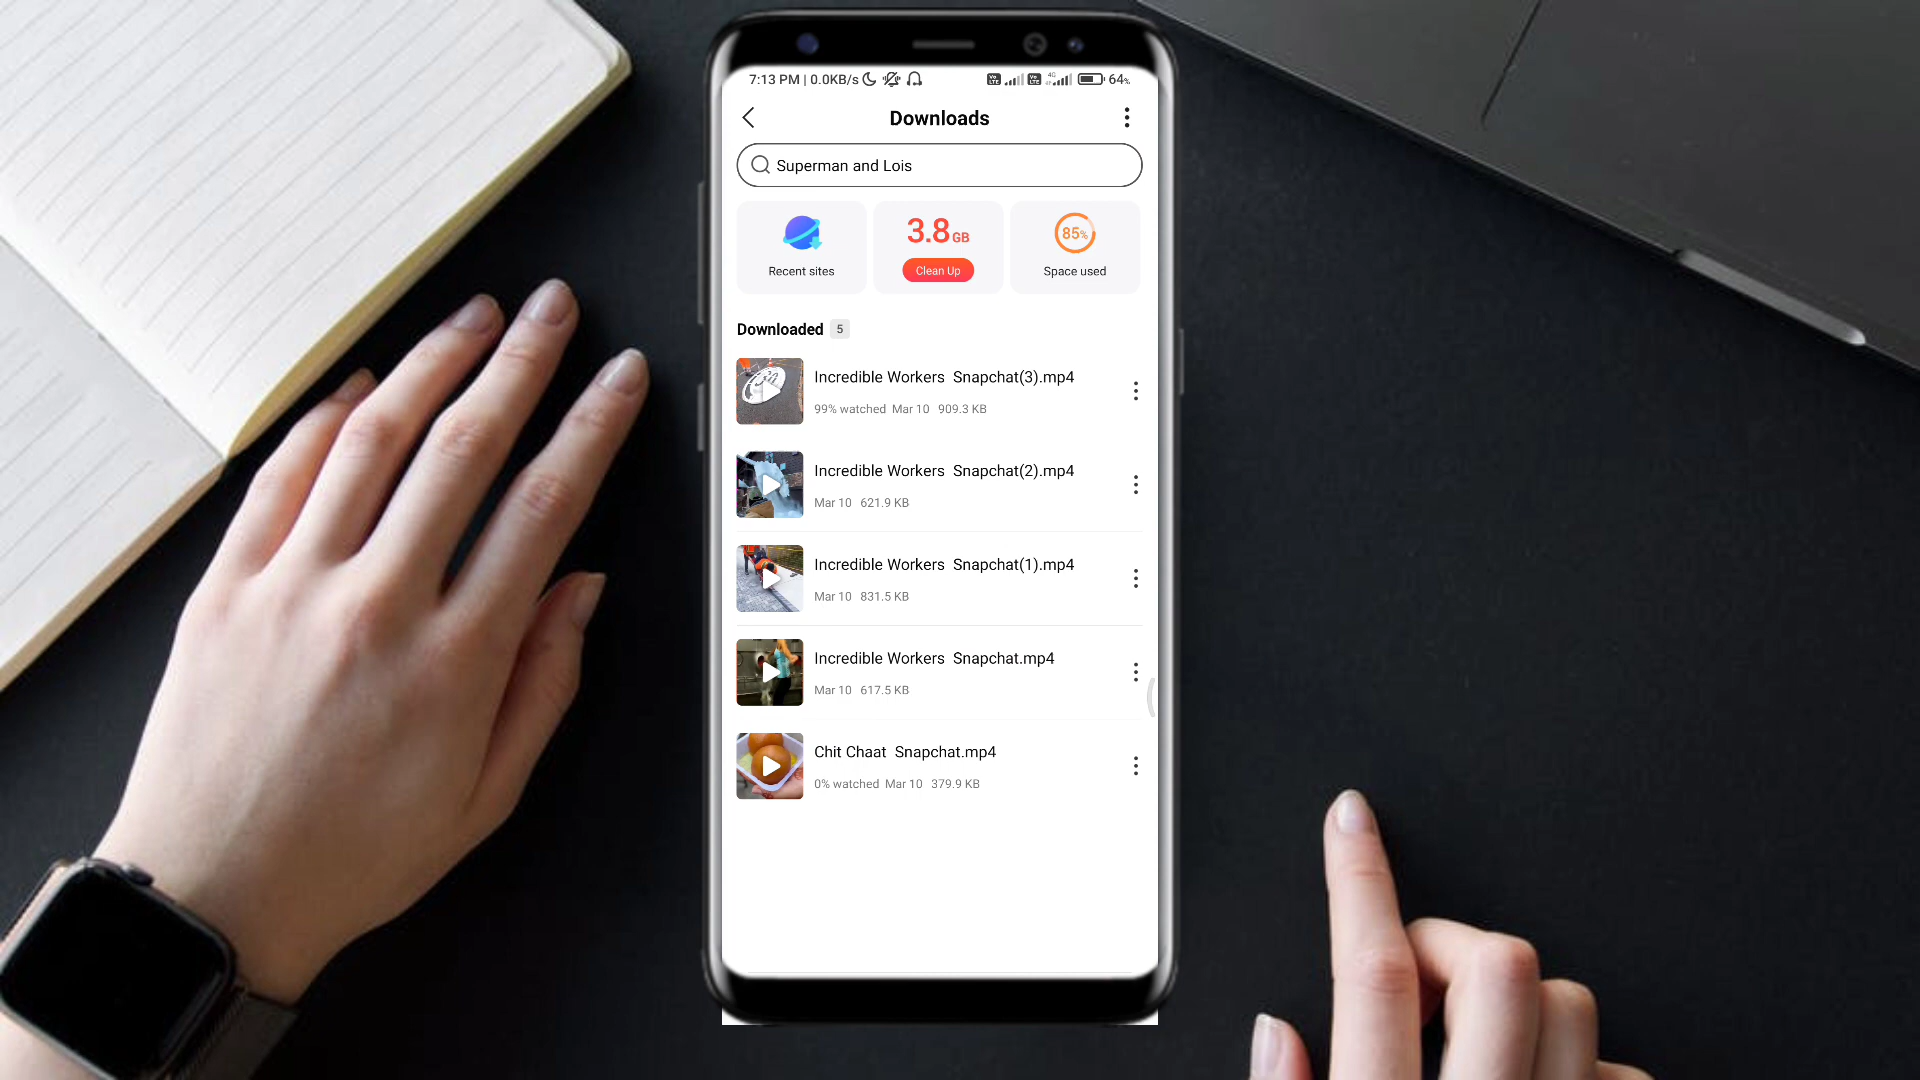 7:13 PM | 0.0KB/s 64%
Downloads
Superman and Lois
Recent sites
3.8 GB
Clean Up
85%
Space used
Downloaded 5
Incredible Workers Snapchat(3).mp4
99% watched Mar 10 909.3 KB
Incredible Workers Snapchat(2).mp4
Mar 10 621.9 KB
Incredible Workers Snapchat(1).mp4
Mar 10 831.5 KB
Incredible Workers Snapchat.mp4
Mar 10 617.5 KB
Chit Chaat Snapchat.mp4
0% watched Mar 10 379.9 KB